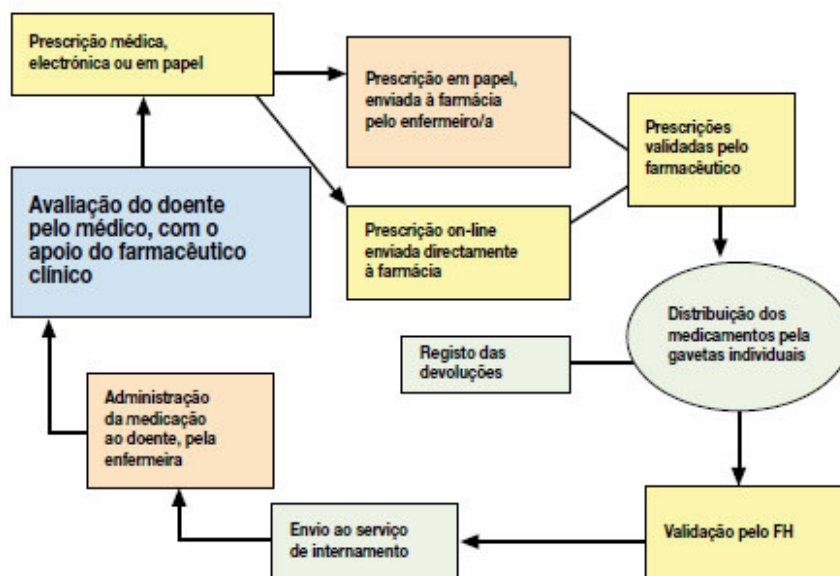 Prescrição médica,
electrónica ou em papel
Prescrição em papel,
enviada à farmácia
pelo enfermeiro/a
Prescrições
validadas pelo
farmacêutico
Avaliação do doente
pelo médico, com o
apoio do farmacêutico
clínico
Prescrição on-line
enviada directamente
à farmácia
Distribuição dos
medicamentos pela
gavetas individuais
Registo das
devoluções
Administração
da medicação
ao doente, pela
enfermeira
Envio ao serviço
de internamento
Validação pelo FH